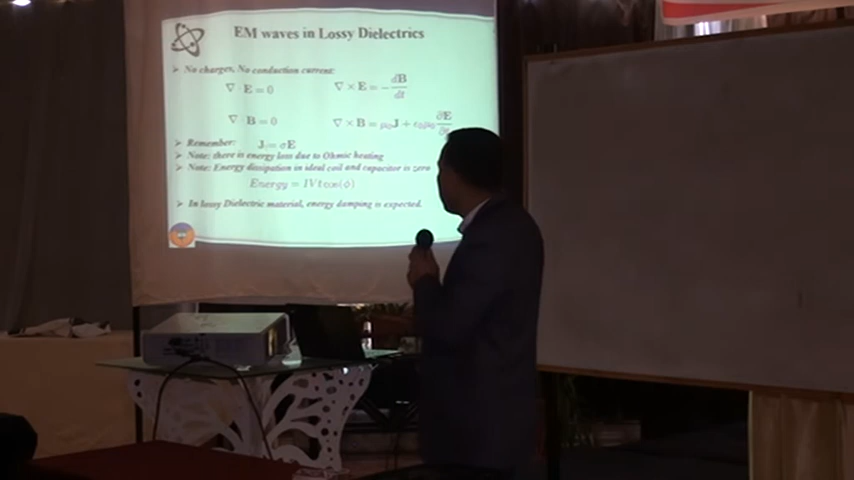 EM waves in Lossy Dielectrics
➢ No charges, No conduction current:
∇ · E = 0 ∇ × E = − dB/dt
∇ · B = 0 ∇ × B = μ₀J + ε₀μ₀ ∂E/∂t
➢ Remember: J = σE
➢ Note: there is energy loss due to Ohmic heating
➢ Note: Energy dissipation in ideal coil and capacitor is zero
Energy = IVt cos(ϕ)
➢ In lossy Dielectric material, energy damping is expected.